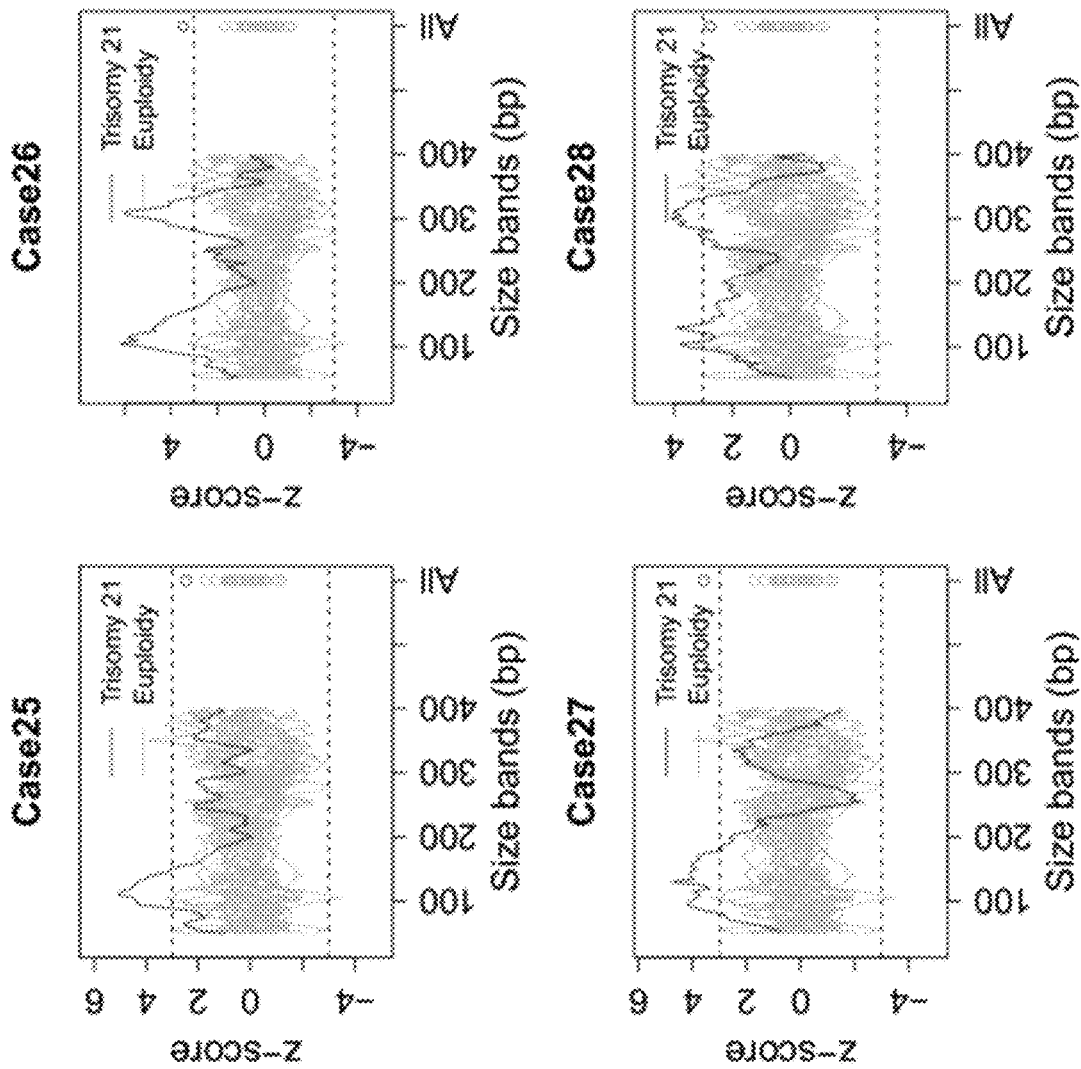 Case25
Trisomy 21
Euploidy
6
4
2
0
-4
z-score
100
200
300
400
All
Size bands (bp)
Case26
Trisomy 21
Euploidy
4
0
-4
z-score
100
200
300
400
All
Size bands (bp)
Case27
Trisomy 21
Euploidy
6
4
2
0
-4
z-score
100
200
300
400
All
Size bands (bp)
Case28
Trisomy 21
Euploidy
4
2
0
-4
z-score
100
200
300
400
All
Size bands (bp)